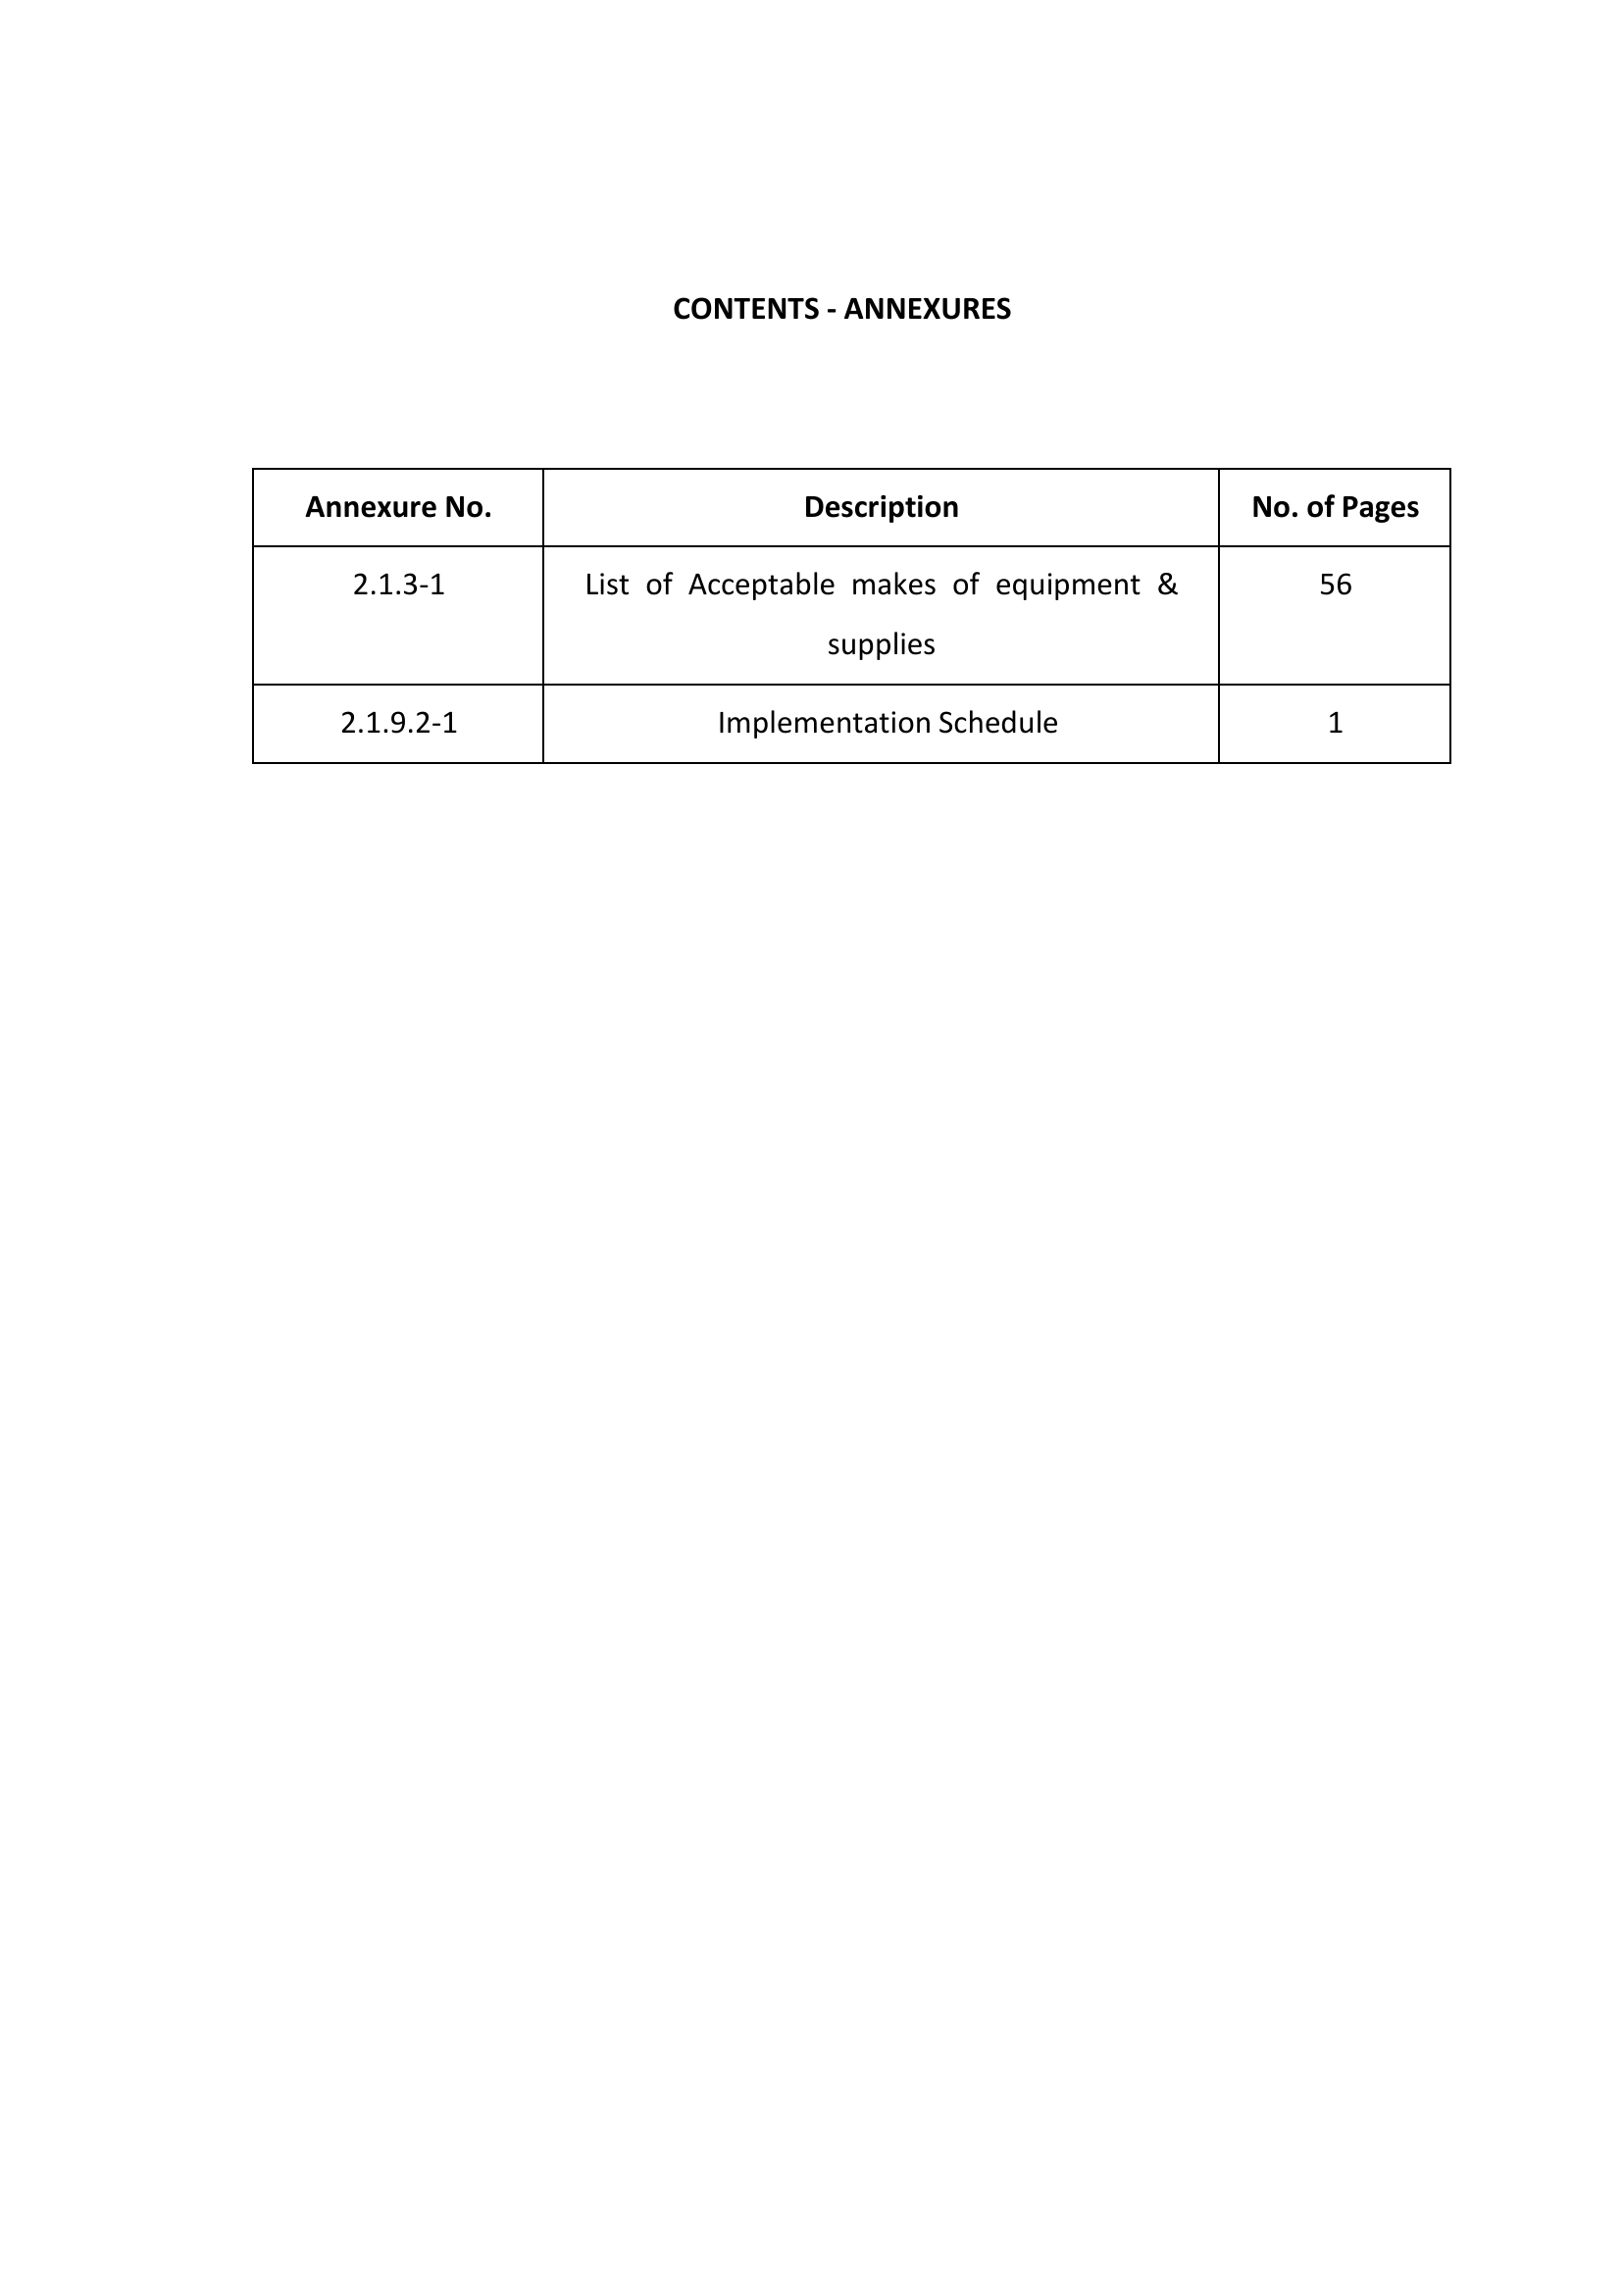 CONTENTS - ANNEXURES
Annexure No. Description No. of Pages
2.1.3-1 List of Acceptable makes of equipment & 56
supplies
2.1.9.2-1 Implementation Schedule 1